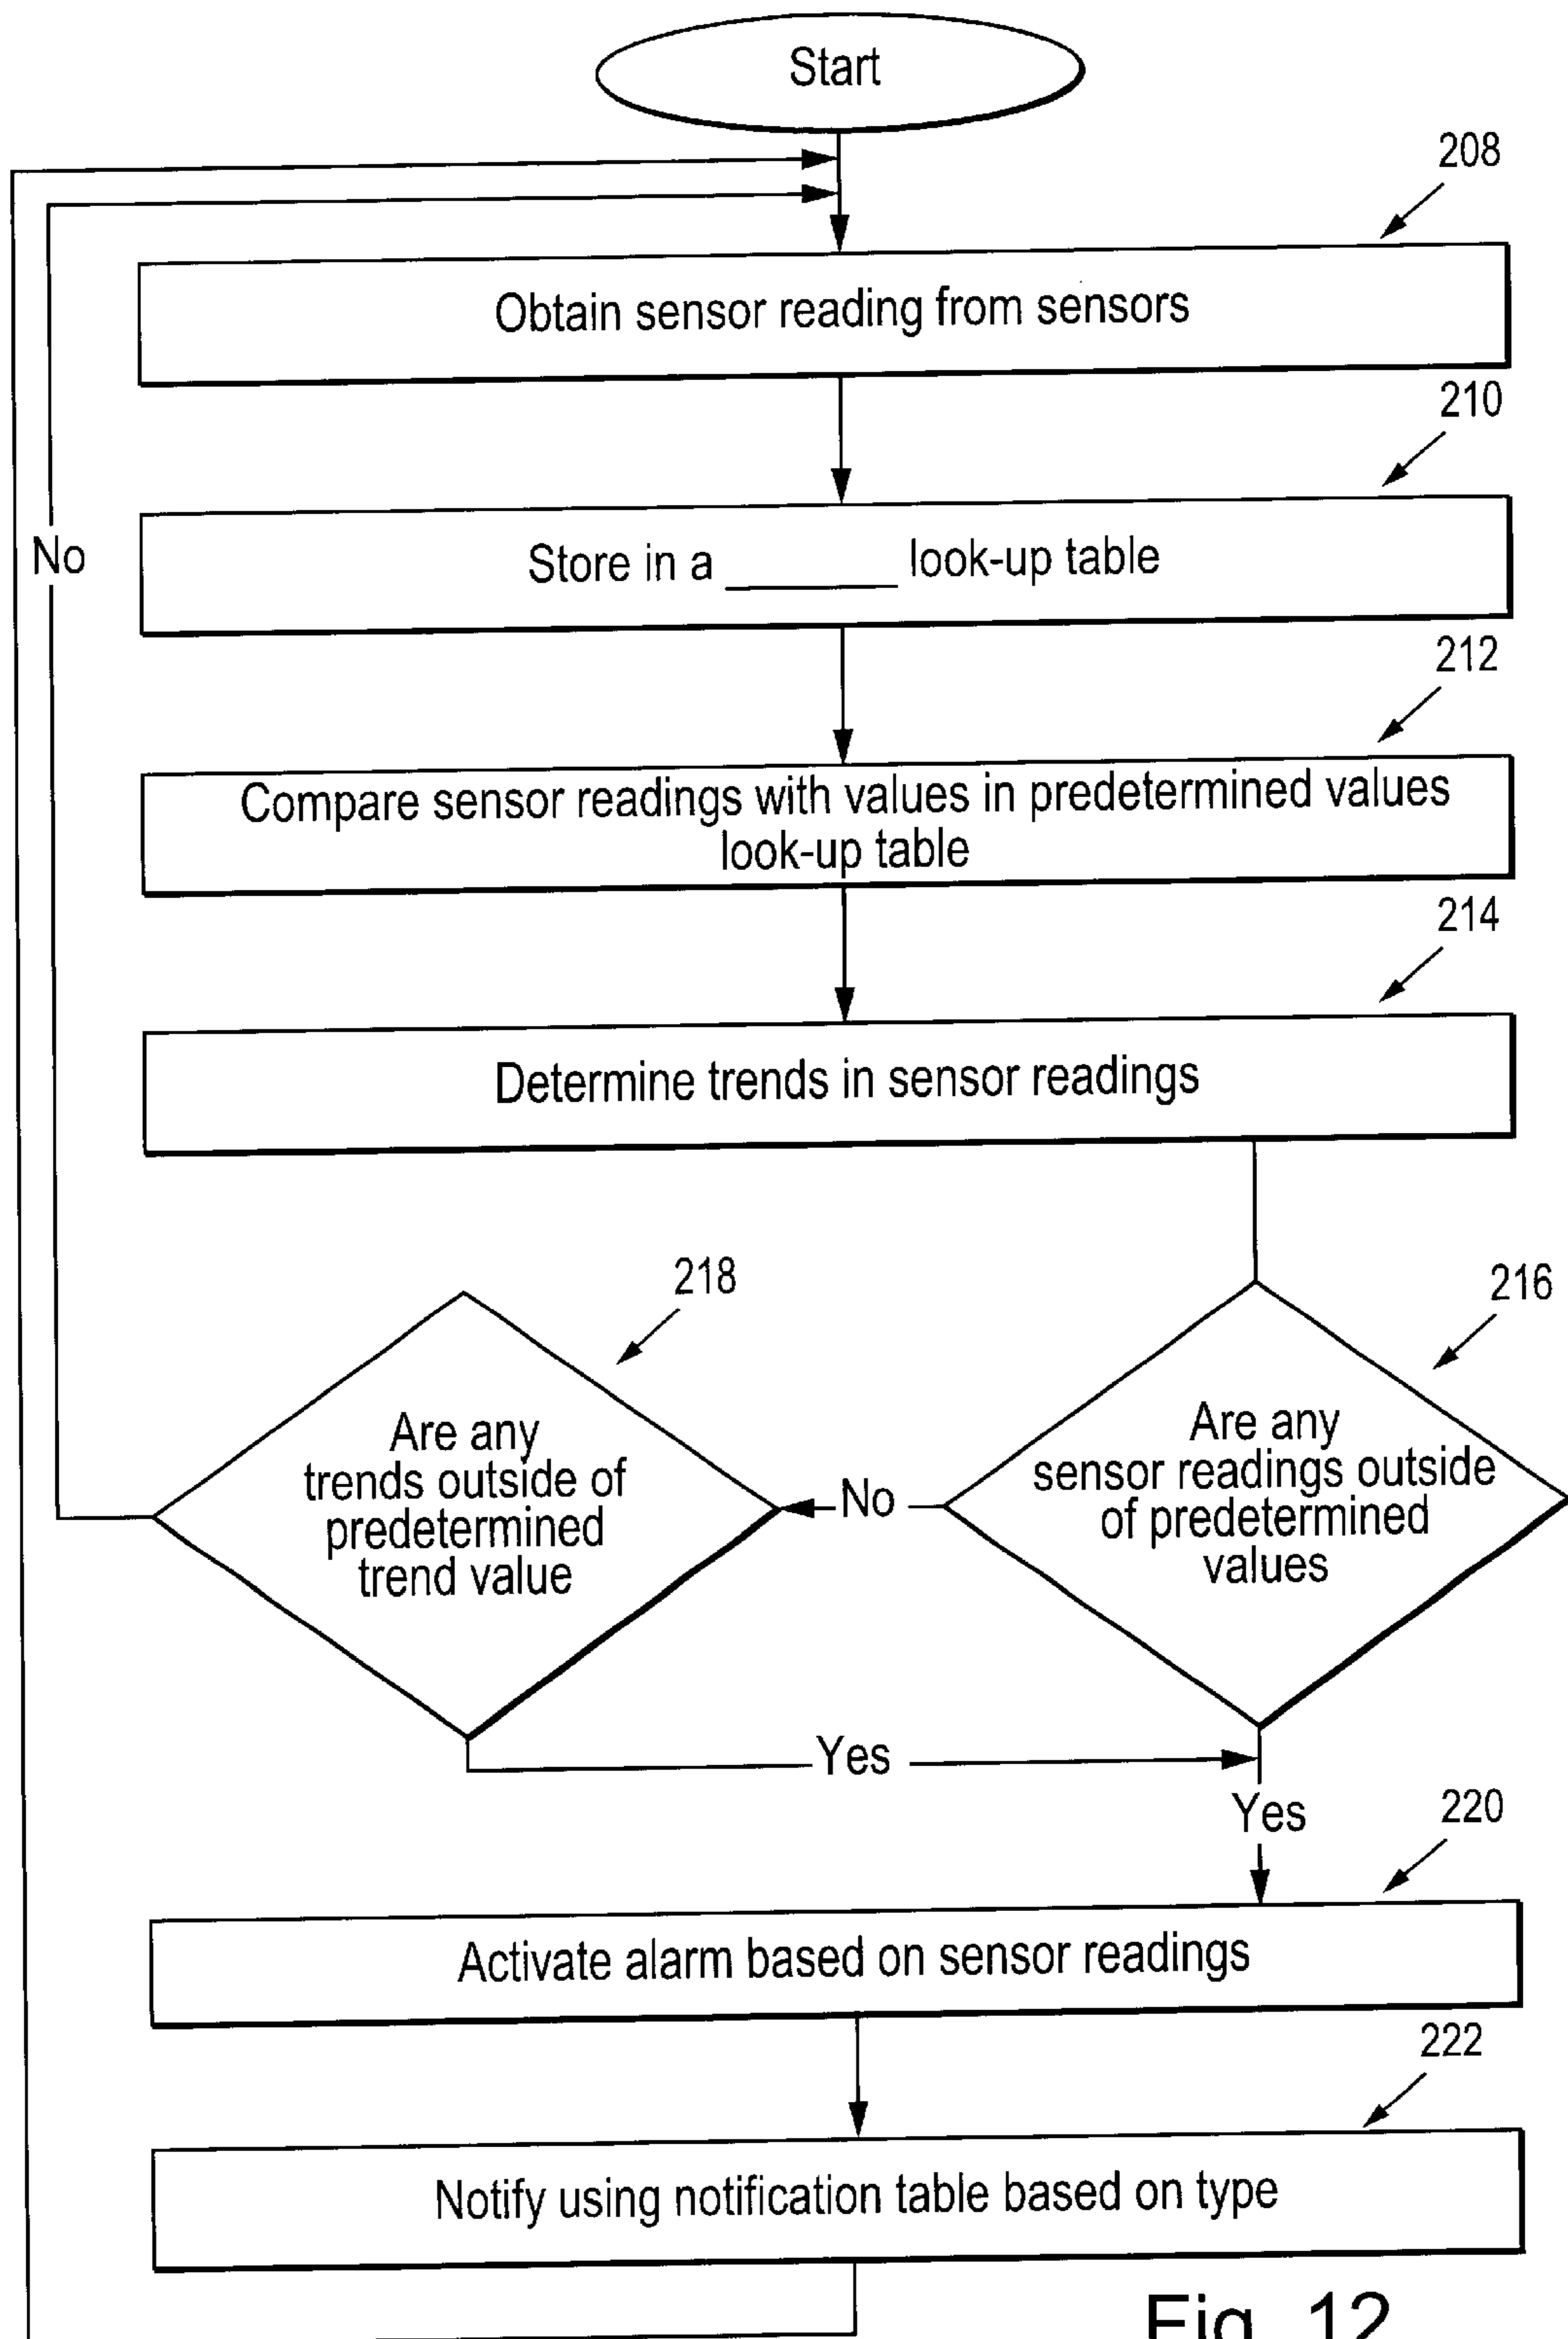 Start
208
Obtain sensor reading from sensors
210
Store in a ________ look-up table
212
Compare sensor readings with values in predetermined values
look-up table
214
Determine trends in sensor readings
No
218
216
Are any
trends outside of
predetermined
trend value
No
Are any
sensor readings outside
of predetermined
values
Yes
Yes
220
Activate alarm based on sensor readings
222
Notify using notification table based on type
Fig. 12